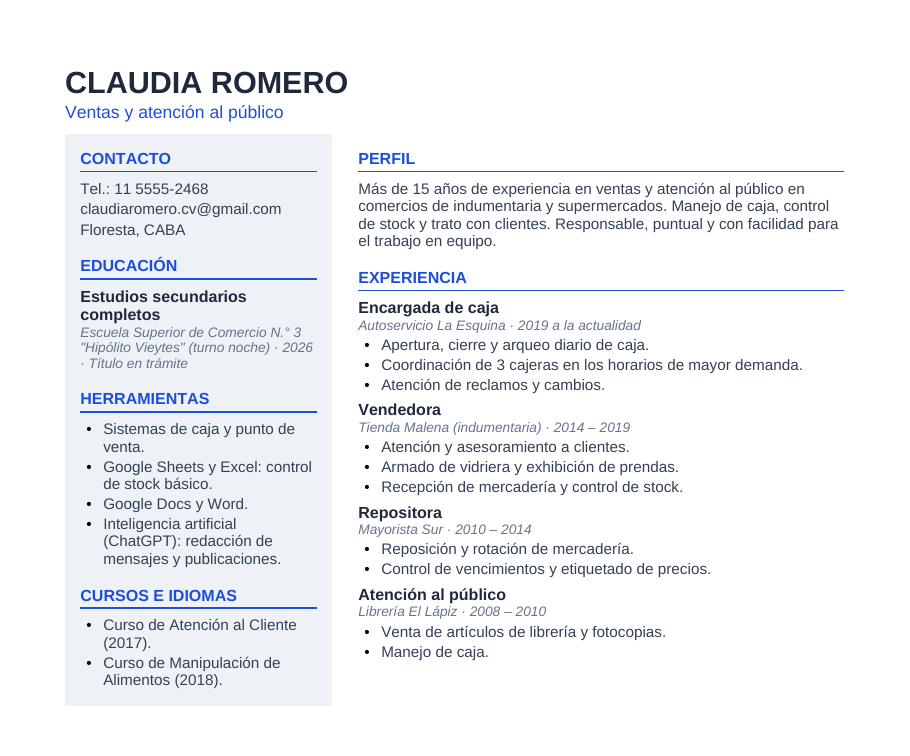 CLAUDIA ROMERO
Ventas y atención al público
CONTACTO
Tel.: 11 5555-2468
claudiaromero.cv@gmail.com
Floresta, CABA
EDUCACIÓN
Estudios secundarios
completos
Escuela Superior de Comercio N.° 3
"Hipólito Vieytes" (turno noche) · 2026
· Título en trámite
HERRAMIENTAS
• Sistemas de caja y punto de
venta.
• Google Sheets y Excel: control
de stock básico.
• Google Docs y Word.
• Inteligencia artificial
(ChatGPT): redacción de
mensajes y publicaciones.
CURSOS E IDIOMAS
• Curso de Atención al Cliente
(2017).
• Curso de Manipulación de
Alimentos (2018).
PERFIL
Más de 15 años de experiencia en ventas y atención al público en
comercios de indumentaria y supermercados. Manejo de caja, control
de stock y trato con clientes. Responsable, puntual y con facilidad para
el trabajo en equipo.
EXPERIENCIA
Encargada de caja
Autoservicio La Esquina · 2019 a la actualidad
• Apertura, cierre y arqueo diario de caja.
• Coordinación de 3 cajeras en los horarios de mayor demanda.
• Atención de reclamos y cambios.
Vendedora
Tienda Malena (indumentaria) · 2014 – 2019
• Atención y asesoramiento a clientes.
• Armado de vidriera y exhibición de prendas.
• Recepción de mercadería y control de stock.
Repositora
Mayorista Sur · 2010 – 2014
• Reposición y rotación de mercadería.
• Control de vencimientos y etiquetado de precios.
Atención al público
Librería El Lápiz · 2008 – 2010
• Venta de artículos de librería y fotocopias.
• Manejo de caja.